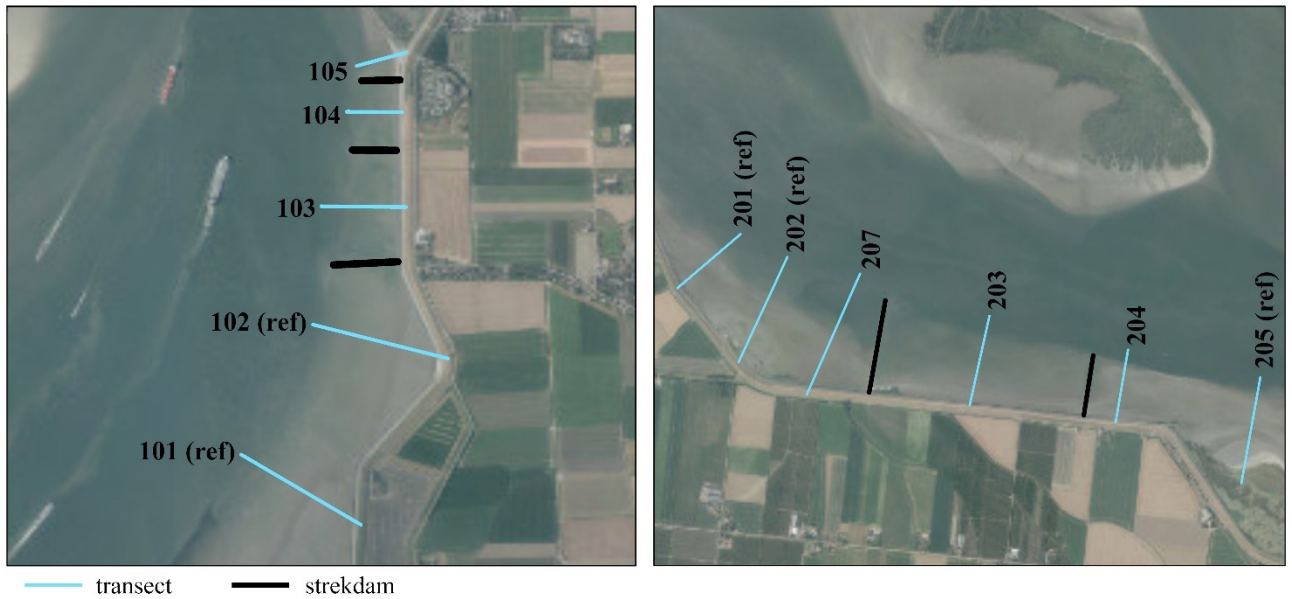 105
104
103
102 (ref)
101 (ref)
201 (ref)
202 (ref)
207
203
204
205 (ref)
transect
strekdam